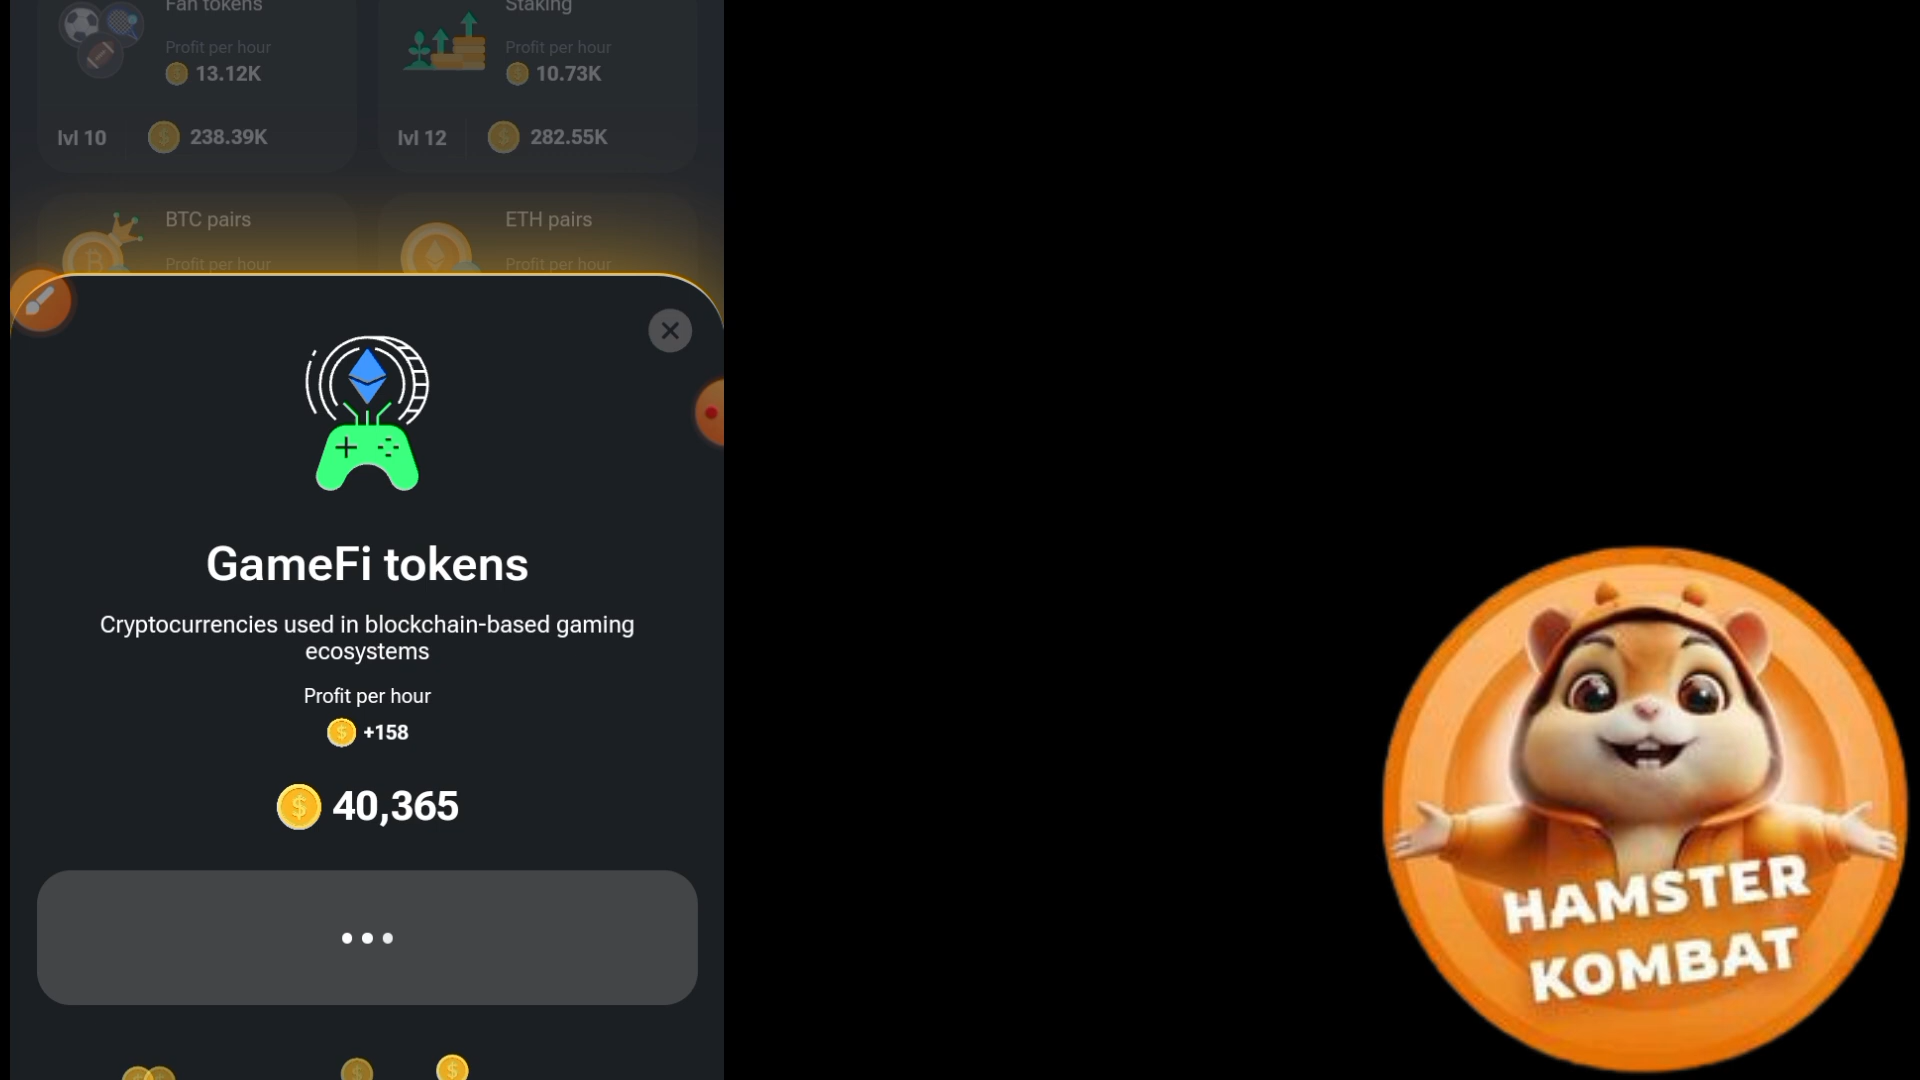 Fan tokens
Staking
Profit per hour
Profit per hour
13.12K
10.73K
lvl 10
238.39K
lvl 12
282.55K
BTC pairs
ETH pairs
Profit per hour
Profit per hour
GameFi tokens
Cryptocurrencies used in blockchain-based gaming
ecosystems
Profit per hour
+158
40,365
HAMSTER
KOMBAT